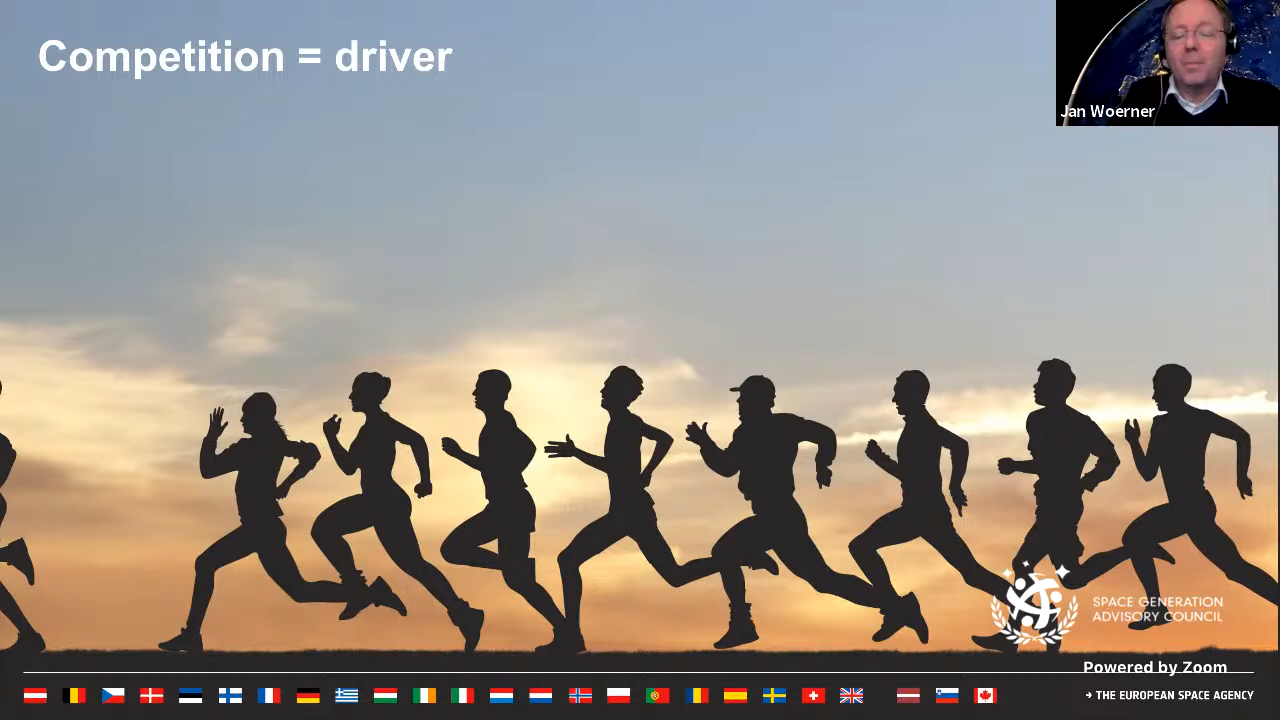 Competition = driver
Jan Woerner
SPACE GENERATION
ADVISORY COUNCIL
Powered by Zoom
→ THE EUROPEAN SPACE AGENCY